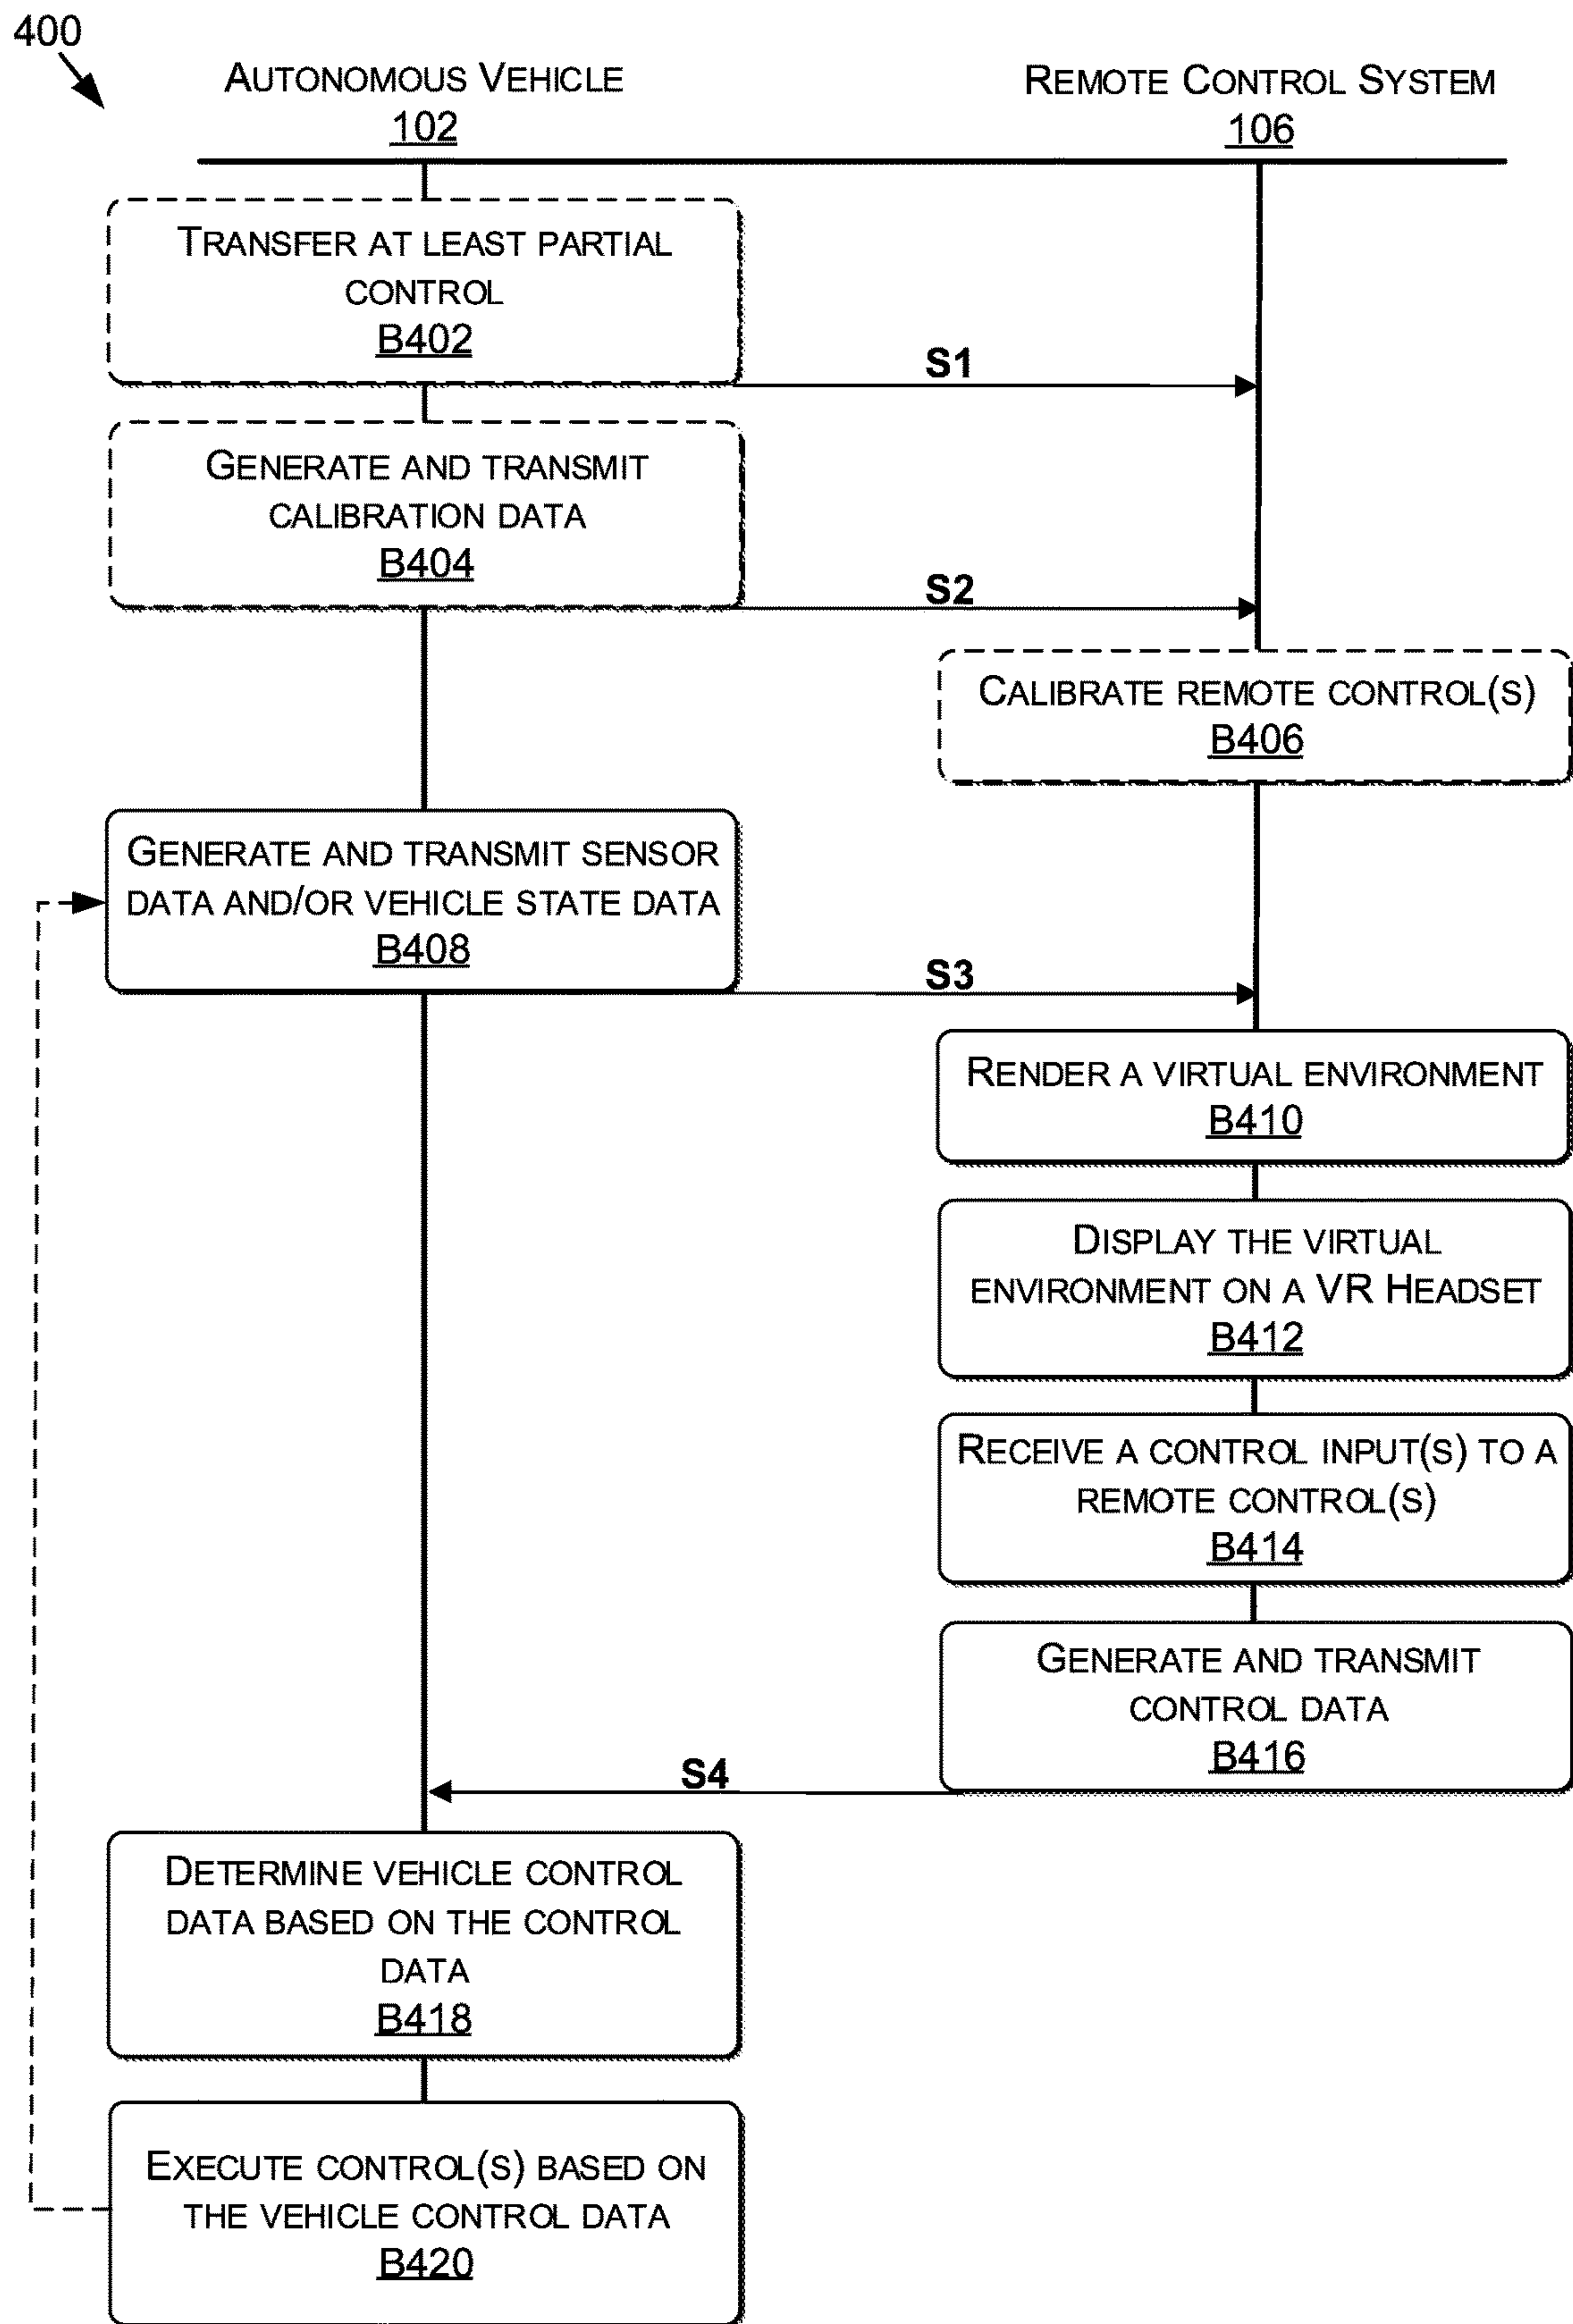 400
AUTONOMOUS VEHICLE
102
REMOTE CONTROL SYSTEM
106
TRANSFER AT LEAST PARTIAL
CONTROL
B402
S1
GENERATE AND TRANSMIT
CALIBRATION DATA
B404
S2
CALIBRATE REMOTE CONTROL(S)
B406
GENERATE AND TRANSMIT SENSOR
DATA AND/OR VEHICLE STATE DATA
B408
S3
RENDER A VIRTUAL ENVIRONMENT
B410
DISPLAY THE VIRTUAL
ENVIRONMENT ON A VR HEADSET
B412
RECEIVE A CONTROL INPUT(S) TO A
REMOTE CONTROL(S)
B414
GENERATE AND TRANSMIT
CONTROL DATA
B416
S4
DETERMINE VEHICLE CONTROL
DATA BASED ON THE CONTROL
DATA
B418
EXECUTE CONTROL(S) BASED ON
THE VEHICLE CONTROL DATA
B420